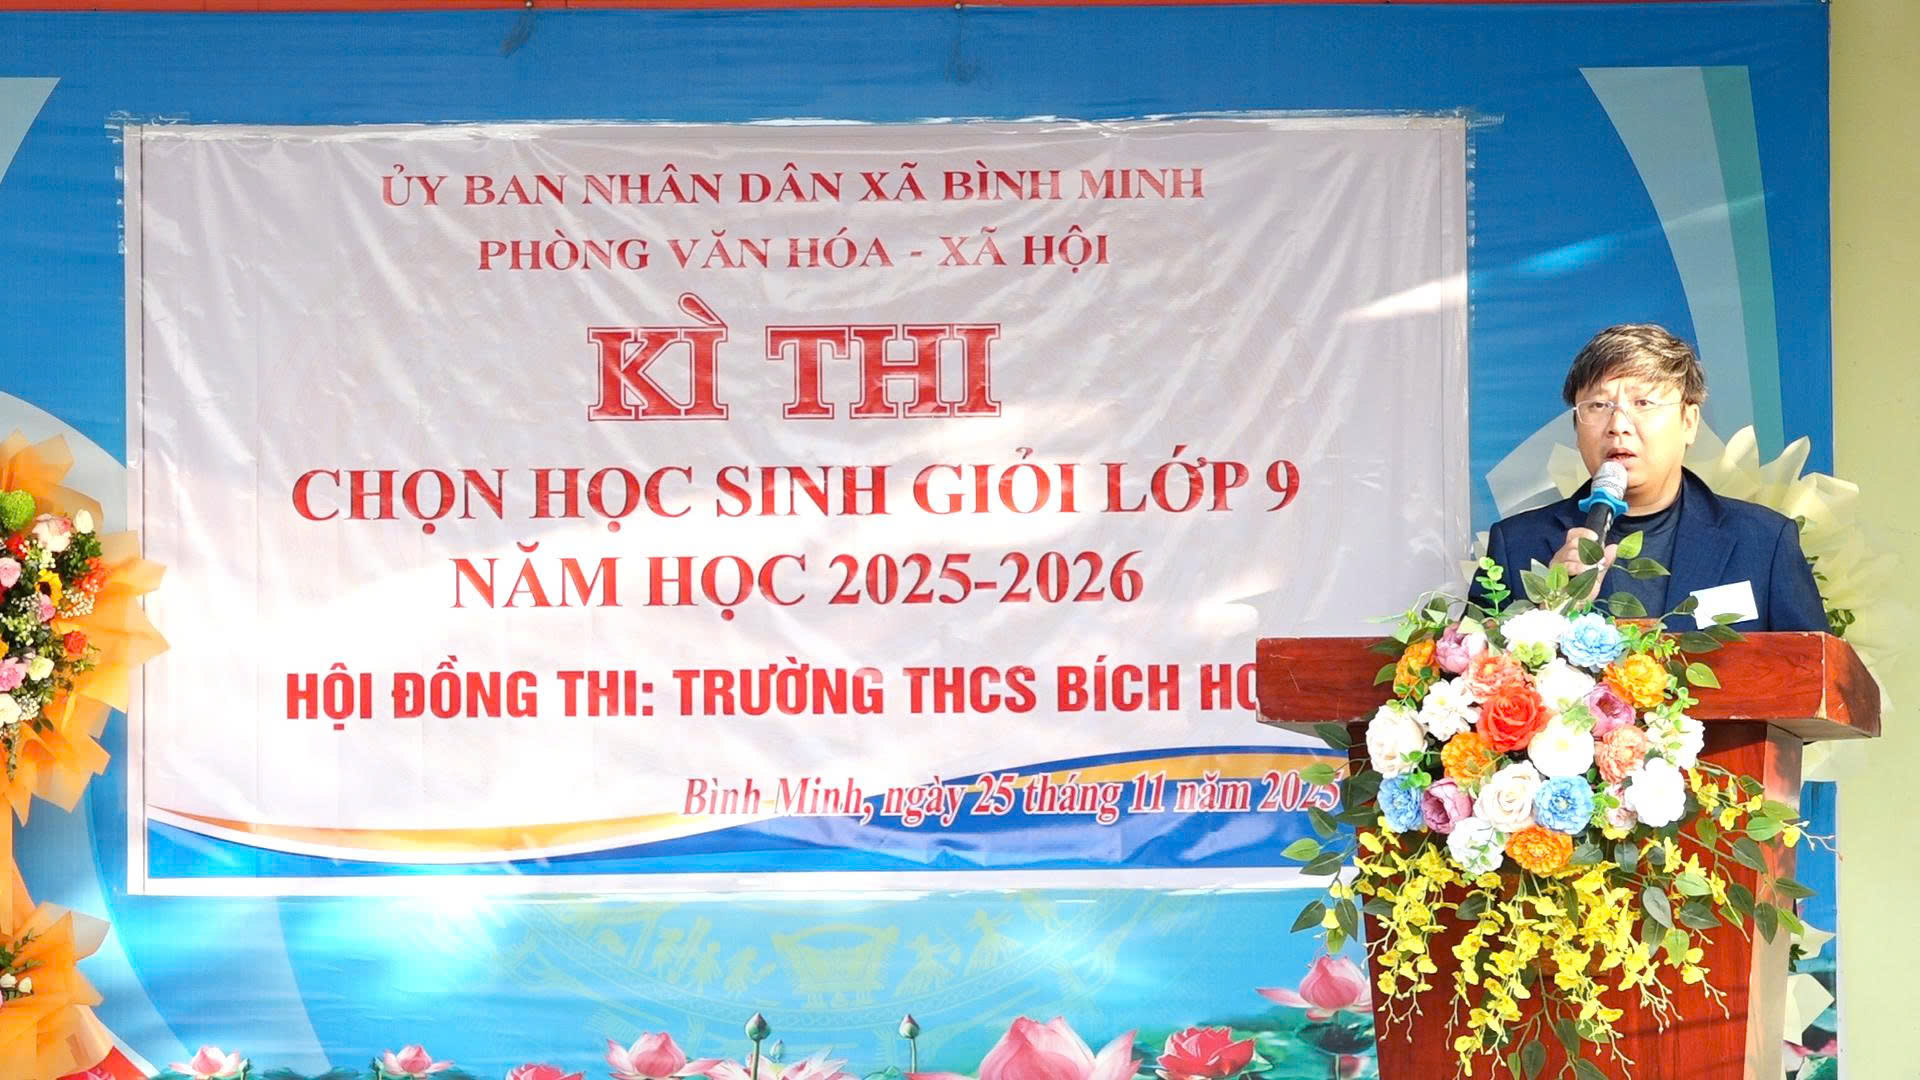 ỦY BAN NHÂN DÂN XÃ BÌNH MINH
PHÒNG VĂN HÓA - XÃ HỘI
KÌ THI
CHỌN HỌC SINH GIỎI LỚP 9
NĂM HỌC 2025-2026
HỘI ĐỒNG THI: TRƯỜNG THCS BÍCH
Bình Minh, ngày 25 tháng 11 năm 2025